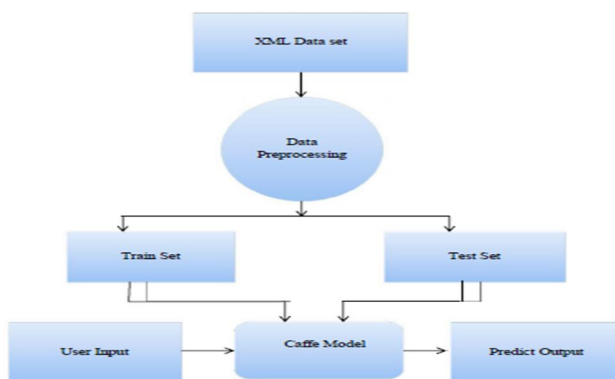 XML Data set
Data
Preprocessing
Train Set
Test Set
User Input
Caffe Model
Predict Output